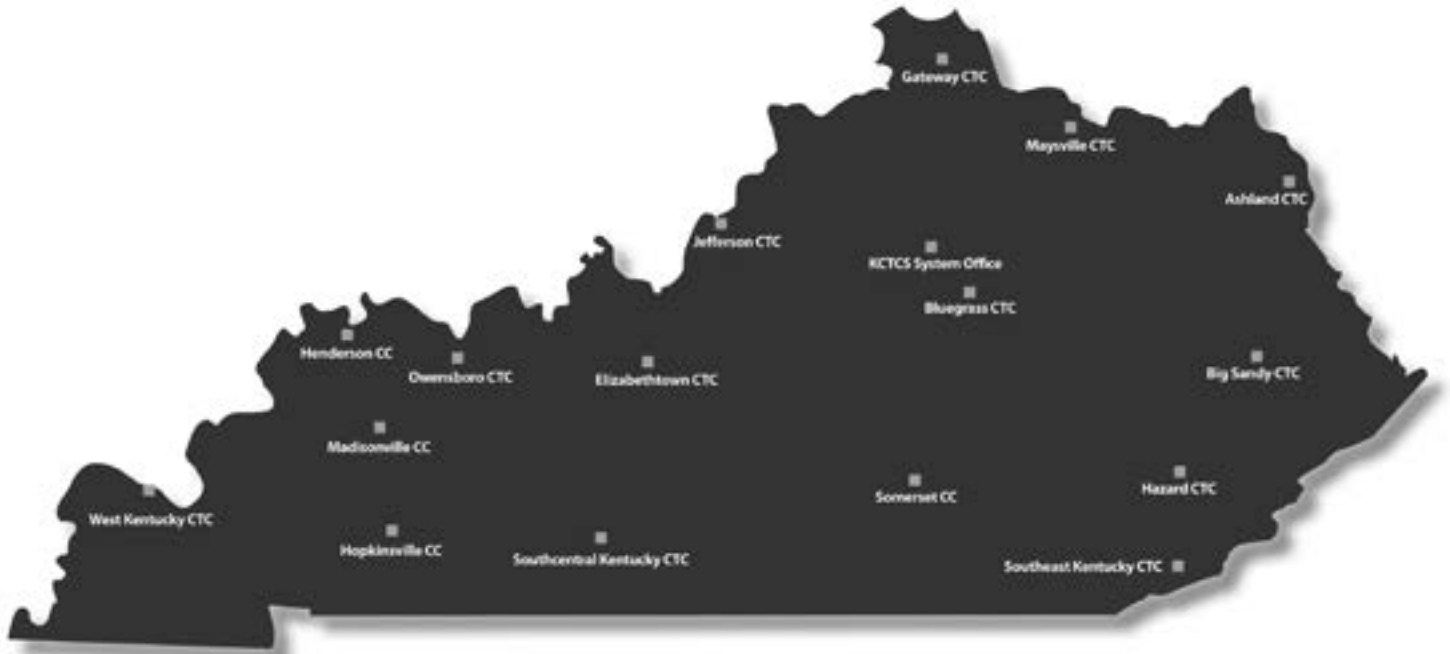 Gateway CTC
Maysville CTC
Ashland CTC
Jefferson CTC
KCTCS System Office
Bluegrass CTC
Henderson CC
Owensboro CTC
Elizabethtown CTC
Big Sandy CTC
Madisonville CC
Somerset CC
Hazard CTC
West Kentucky CTC
Hopkinsville CC
Southcentral Kentucky CTC
Southeast Kentucky CTC